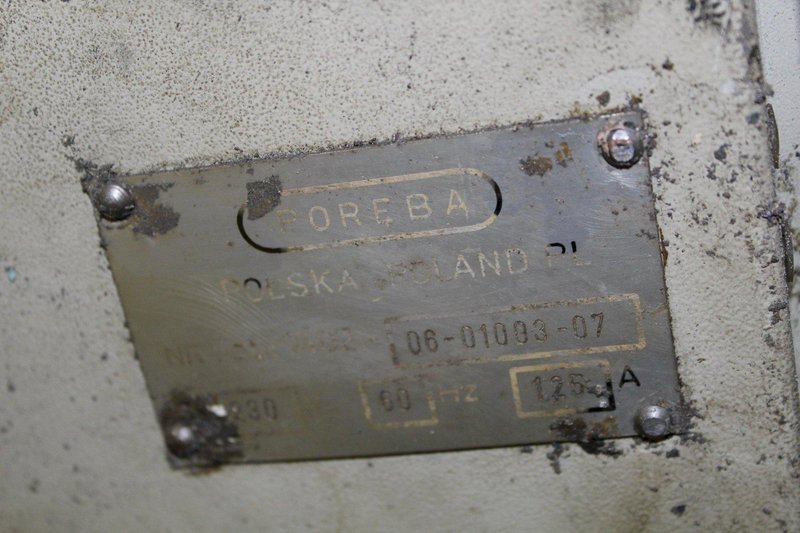 PORĘBA
POLSKA POLAND PL
06-01003-07
230 60 Hz 125 A